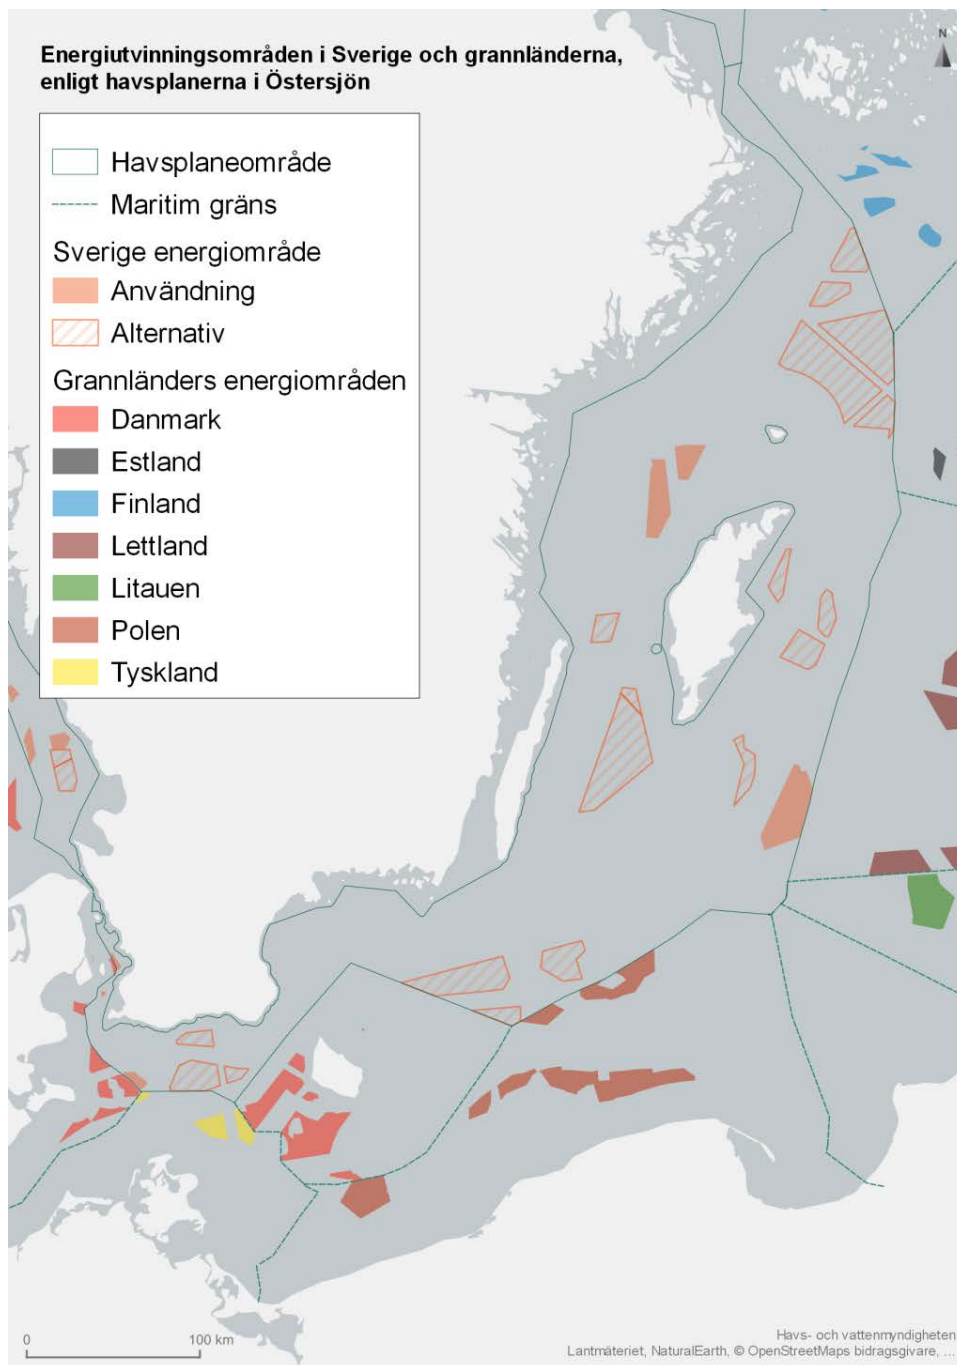 Energiutvinningsområden i Sverige och grannländerna,
enligt havsplanerna i Östersjön
N
Havsplaneområde
Maritim gräns
Sverige energiområde
Användning
Alternativ
Grannländers energiområden
Danmark
Estland
Finland
Lettland
Litauen
Polen
Tyskland
0 100 km
Havs- och vattenmyndigheten
Lantmäteriet, NaturalEarth, © OpenStreetMaps bidragsgivare, ...